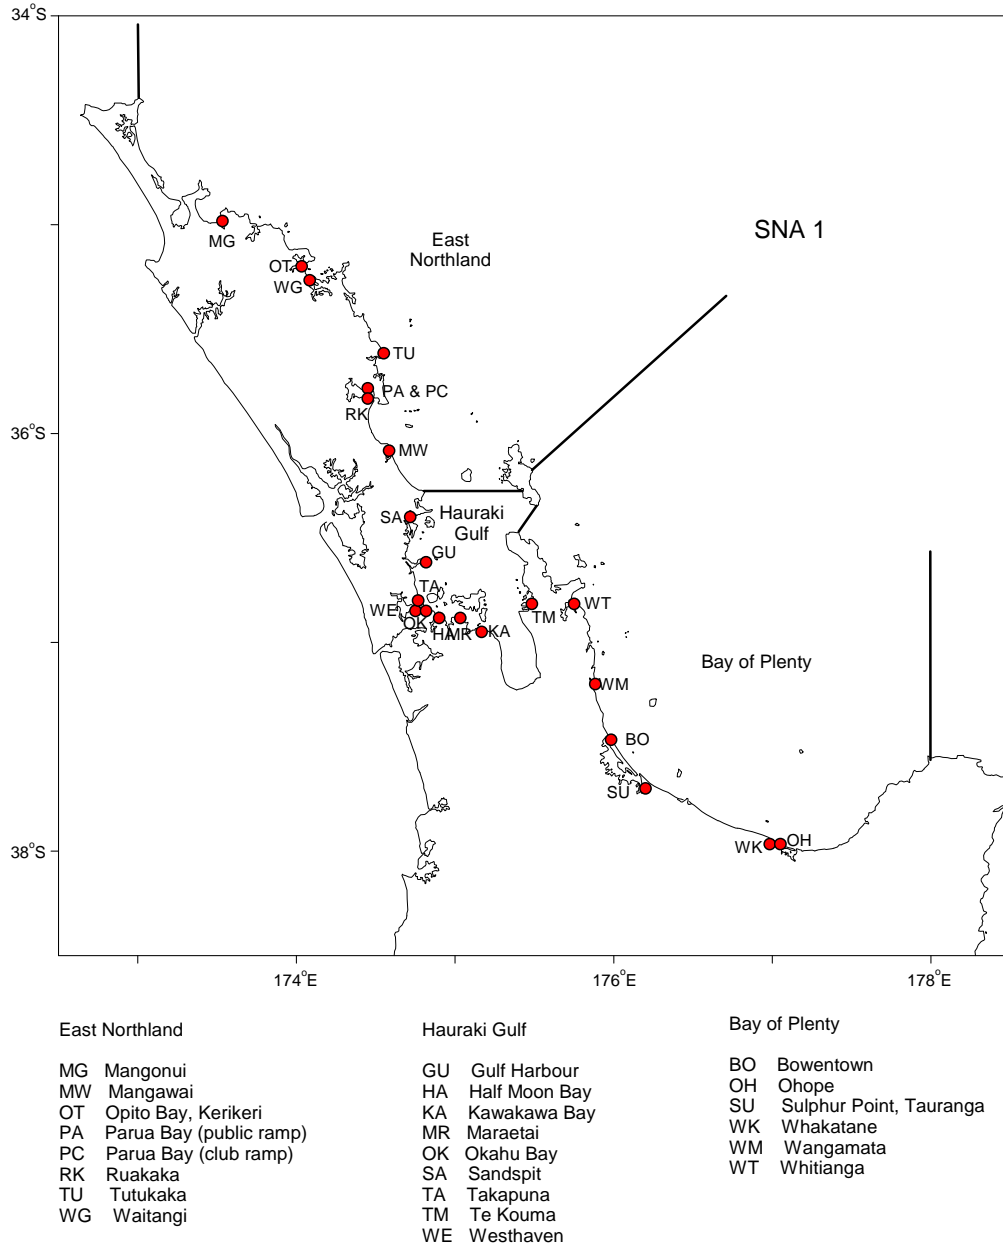 34°S
SNA 1
East
Northland
MG
OT
WG
TU
PA & PC
RK
36°S
MW
Hauraki
Gulf
SA
GU
TA
WE
OK
HA
MR
KA
TM
WT
Bay of Plenty
WM
BO
SU
38°S
WK
OH
174°E
176°E
178°E
East Northland
MG Mangonui
MW Mangawai
OT Opito Bay, Kerikeri
PA Parua Bay (public ramp)
PC Parua Bay (club ramp)
RK Ruakaka
TU Tutukaka
WG Waitangi
Hauraki Gulf
GU Gulf Harbour
HA Half Moon Bay
KA Kawakawa Bay
MR Maraetai
OK Okahu Bay
SA Sandspit
TA Takapuna
TM Te Kouma
WE Westhaven
Bay of Plenty
BO Bowentown
OH Ohope
SU Sulphur Point, Tauranga
WK Whakatane
WM Wangamata
WT Whitianga